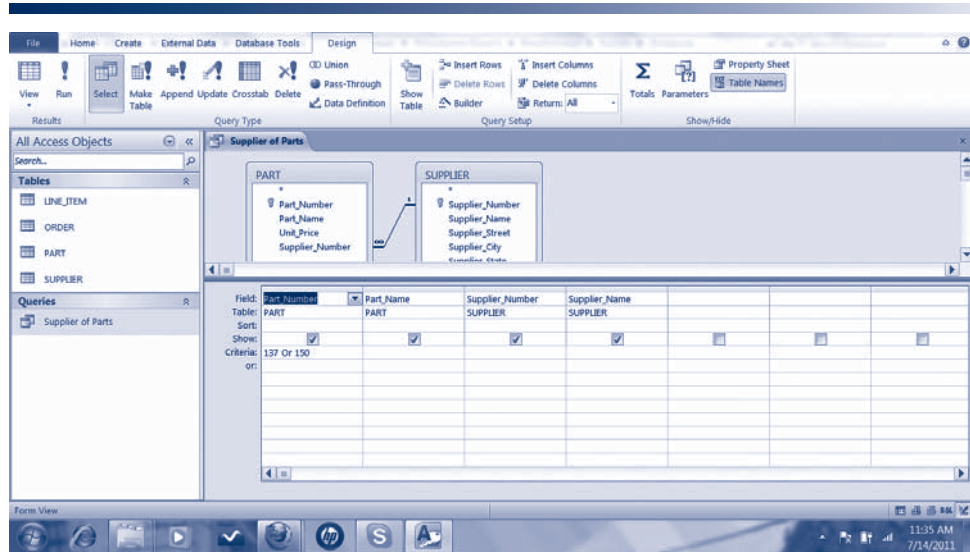 File Home Create External Data Database Tools Design
Union Insert Rows Insert Columns Property Sheet
Pass-Through Delete Rows Delete Columns Table Names
View Run Select Make Table Append Update Crosstab Delete Data Definition Show Table Builder Return: All Totals Parameters
Results Query Type Query Setup Show/Hide
All Access Objects
Supplier of Parts
Search...
Tables
LINE_ITEM
ORDER
PART
SUPPLIER
Queries
Supplier of Parts
PART
*
Part_Number
Part_Name
Unit_Price
Supplier_Number
1
∞
SUPPLIER
*
Supplier_Number
Supplier_Name
Supplier_Street
Supplier_City
Supplier_State
Field: Part_Number Part_Name Supplier_Number Supplier_Name
Table: PART PART SUPPLIER SUPPLIER
Sort:
Show:
Criteria: 137 Or 150
or:
Form View
SQL
hp
S
A
11:35 AM
7/14/2011